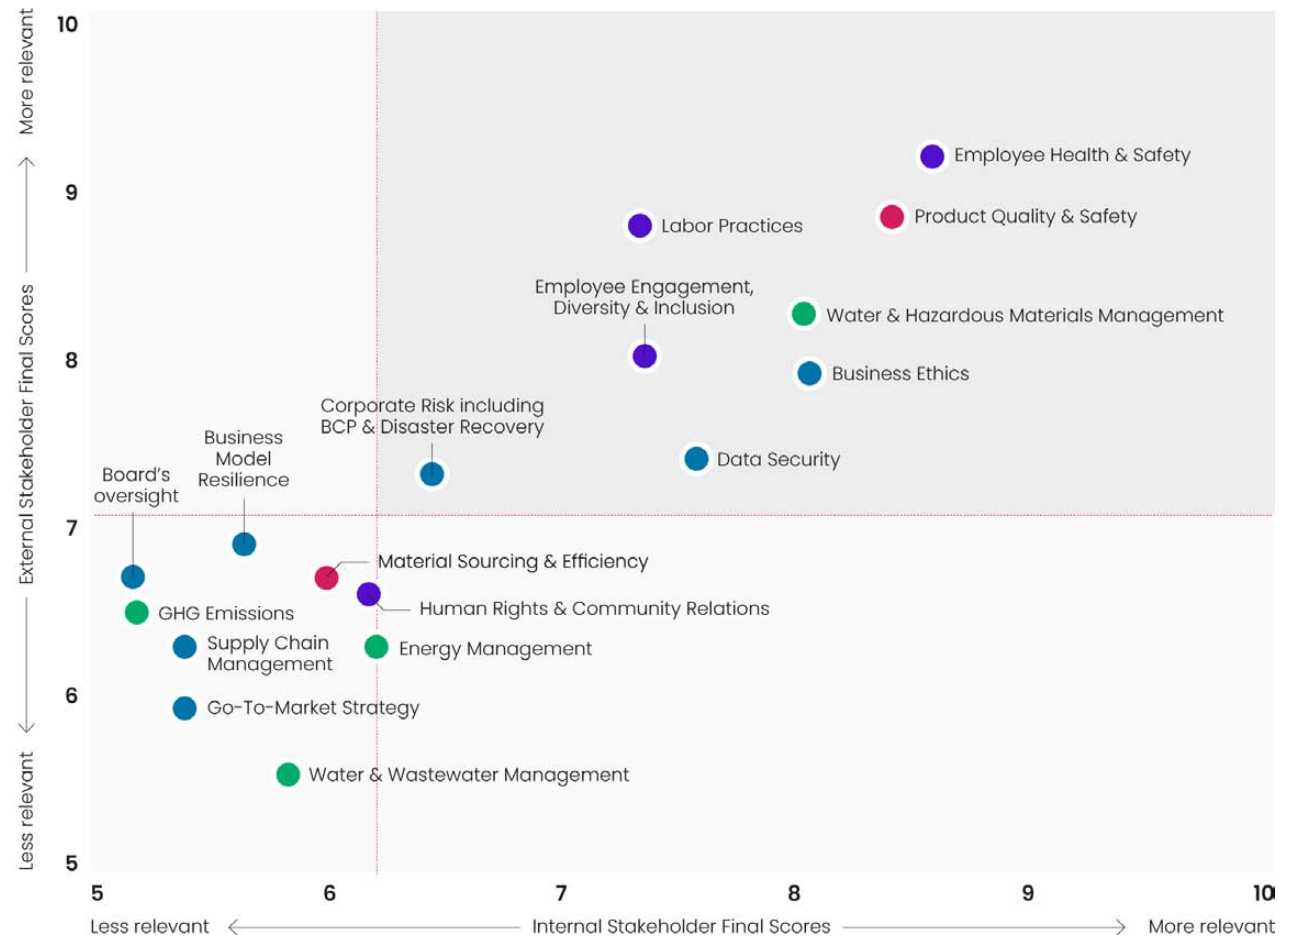 10
9
8
7
6
5
More relevant
External Stakeholder Final Scores
Less relevant
Employee Health & Safety
Product Quality & Safety
Labor Practices
Employee Engagement,
Diversity & Inclusion
Water & Hazardous Materials Management
Business Ethics
Corporate Risk including
BCP & Disaster Recovery
Data Security
Business
Model
Resilience
Board’s
oversight
Material Sourcing & Efficiency
Human Rights & Community Relations
GHG Emissions
Supply Chain
Management
Energy Management
Go-To-Market Strategy
Water & Wastewater Management
5 6 7 8 9 10
Less relevant Internal Stakeholder Final Scores More relevant